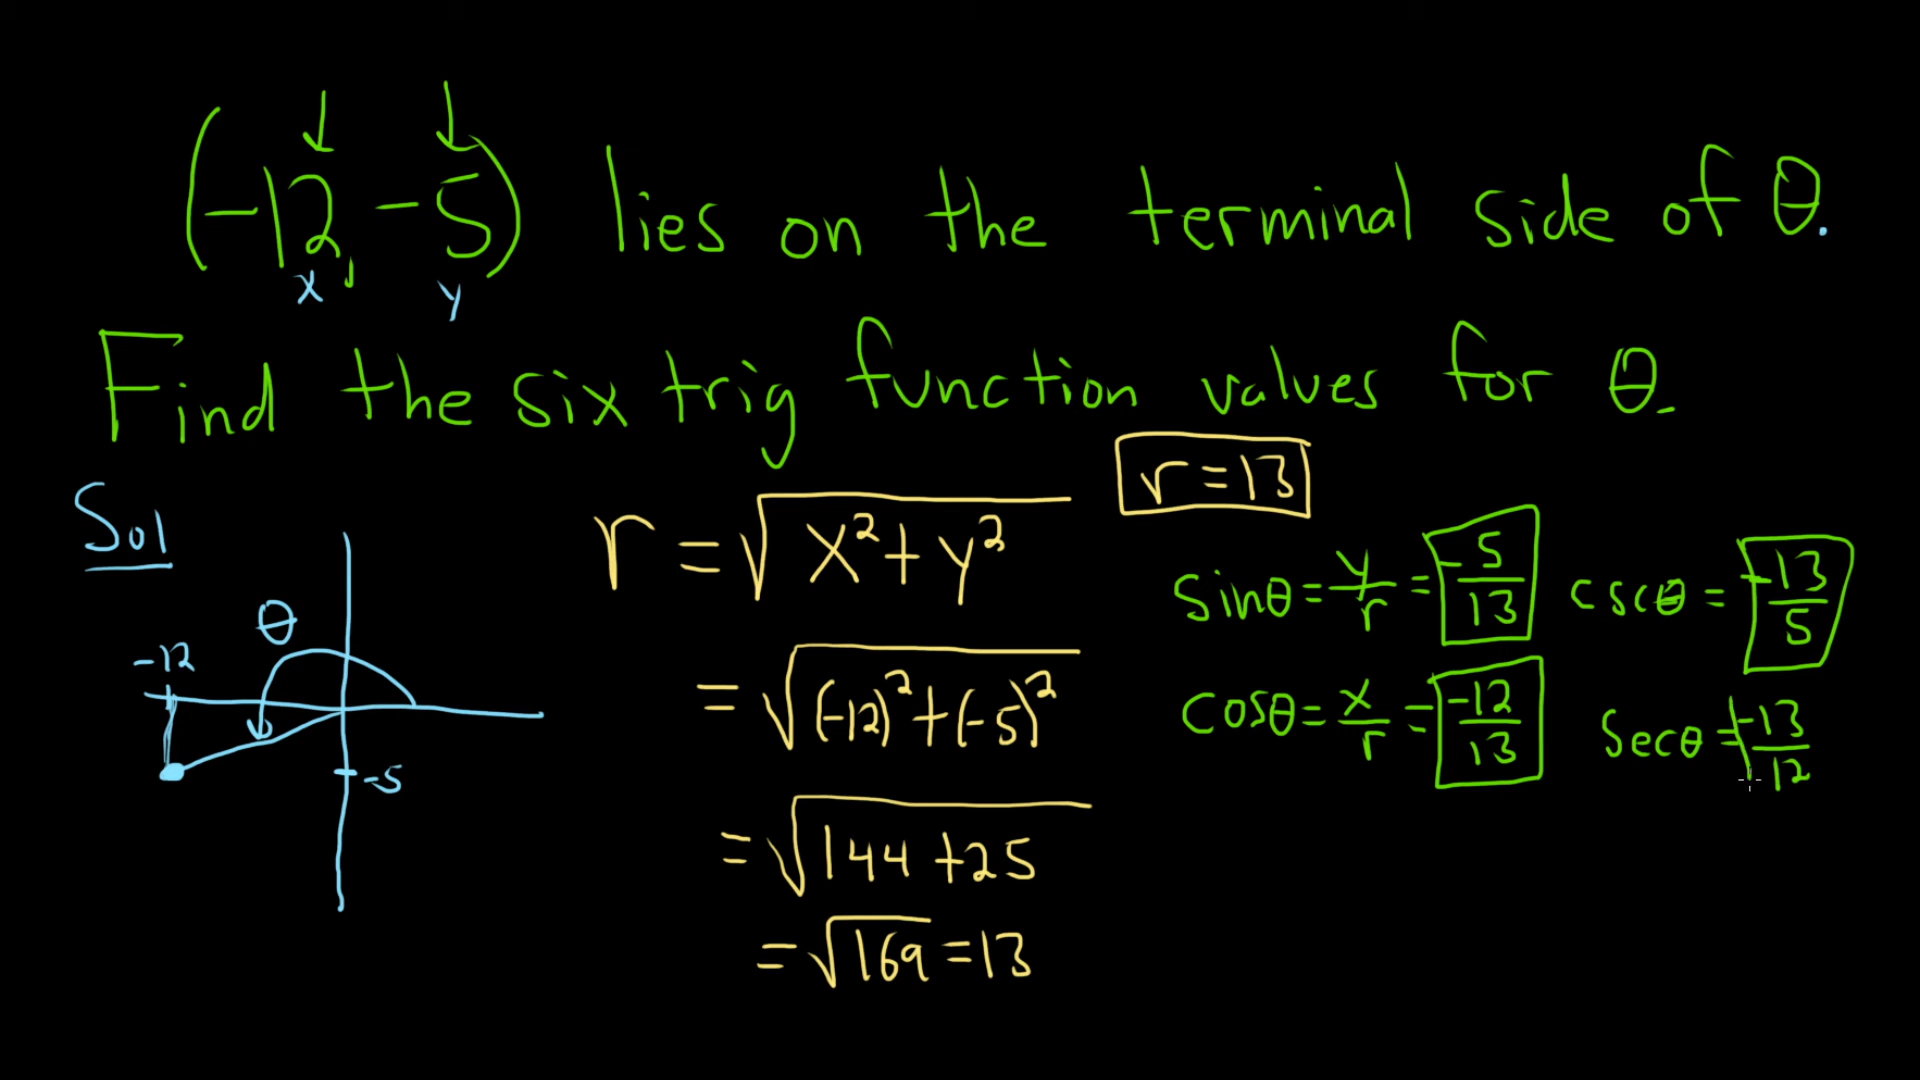 (-12, -5) lies on the terminal side of θ.
x y
Find the six trig function values for θ.
Sol
θ
-12
-5
r = √(x² + y²)
= √((-12)² + (-5)²)
= √(144 + 25)
= √169 = 13
r = 13
sinθ = y/r = -5/13 cscθ = -13/5
cosθ = x/r = -12/13 secθ = -13/12